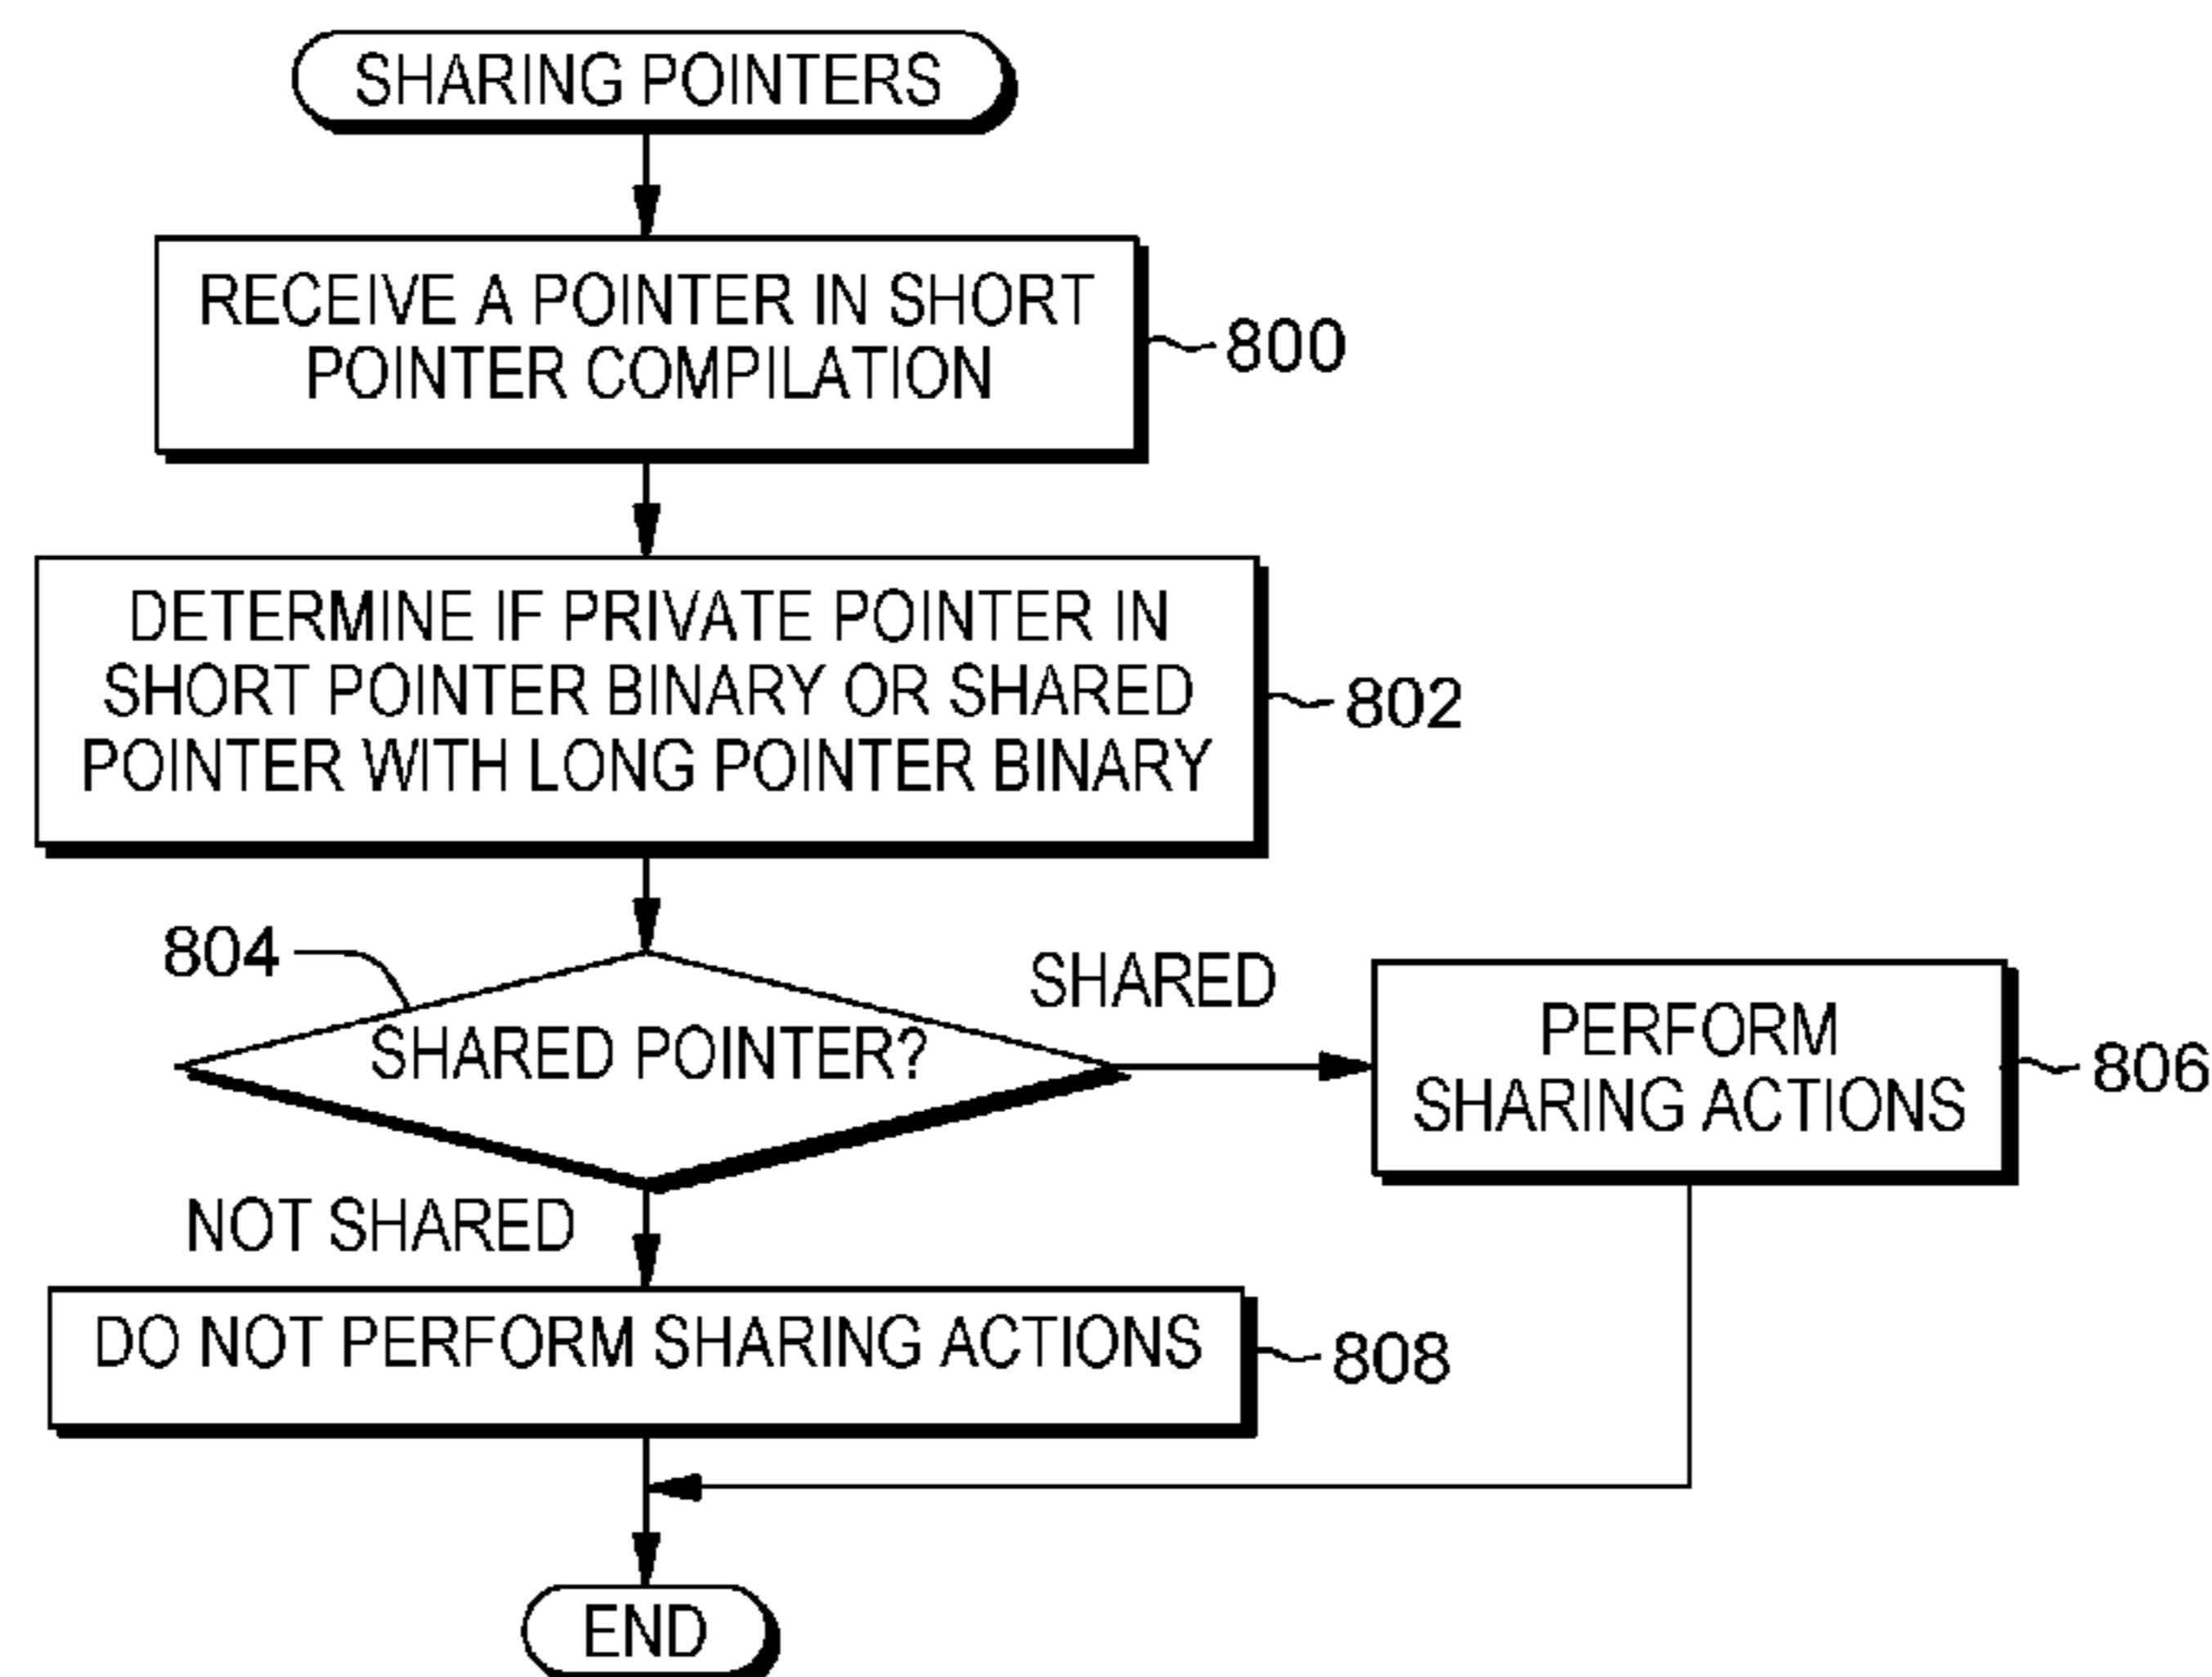 SHARING POINTERS
RECEIVE A POINTER IN SHORT
POINTER COMPILATION
800
DETERMINE IF PRIVATE POINTER IN
SHORT POINTER BINARY OR SHARED
POINTER WITH LONG POINTER BINARY
802
804
SHARED POINTER?
SHARED
PERFORM
SHARING ACTIONS
806
NOT SHARED
DO NOT PERFORM SHARING ACTIONS
808
END